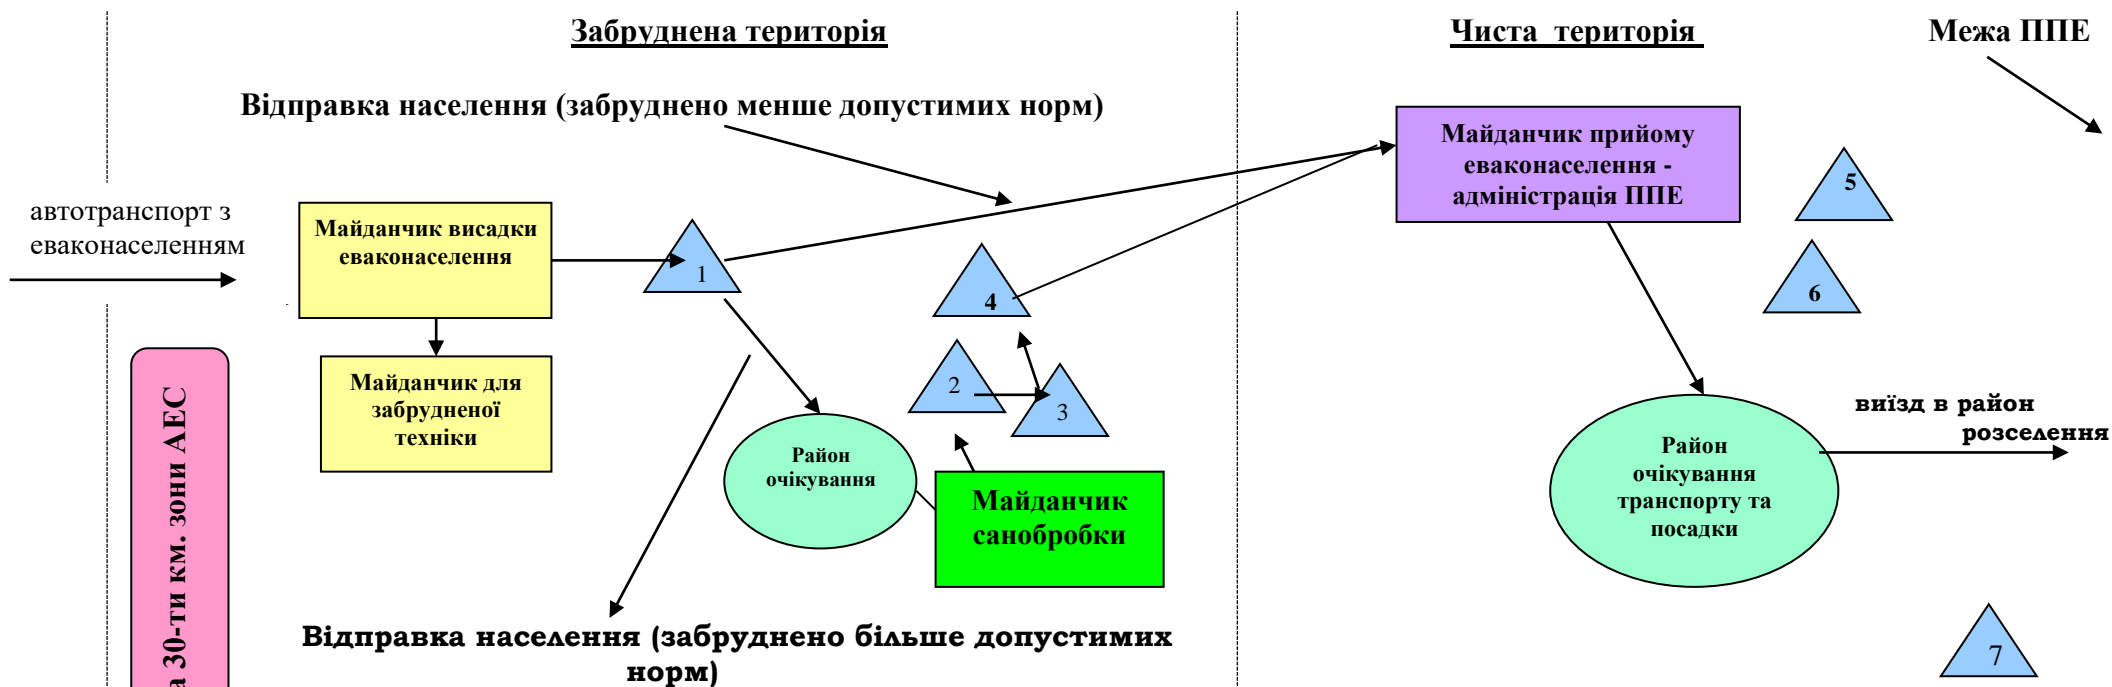 Забруднена територія
Чиста територія
Межа ППЕ
Відправка населення (забруднено менше допустимих норм)
автотранспорт з
еваконаселенням
Майданчик висадки
еваконаселення
Майданчик для
забрудненої
техніки
1
4
2
3
Район
очікування
Майданчик
санобробки
Відправка населення (забруднено більше допустимих
норм)
30-ти км. зони АЕС
Майданчик прийому
еваконаселення -
адміністрація ППЕ
5
6
Район
очікування
транспорту та
посадки
виїзд в район
розселення
7